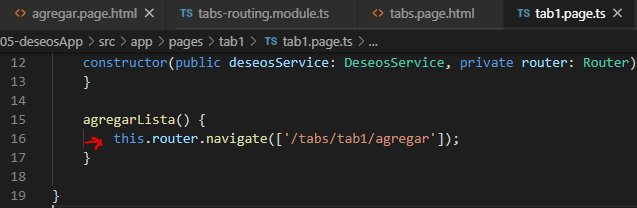 <> agregar.page.html TS tabs-routing.module.ts <> tabs.page.html TS tab1.page.ts ×
05-deseosApp > src > app > pages > tab1 > TS tab1.page.ts > ...
12 constructor(public deseosService: DeseosService, private router: Router)
13 }
14
15 agregarLista() {
16 this.router.navigate(['/tabs/tab1/agregar']);
17 }
18
19 }